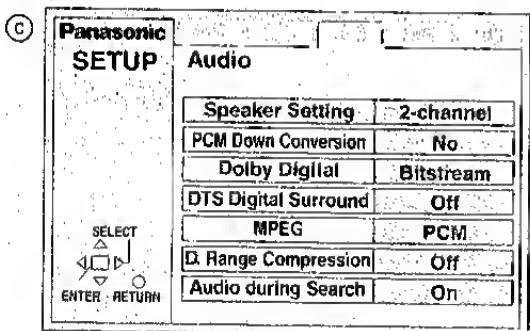 C
Panasonic
SETUP
Audio
Speaker Setting 2-channel
PCM Down Conversion No
Dolby Digital Bitstream
DTS Digital Surround Off
MPEG PCM
D. Range Compression Off
Audio during Search On
SELECT
ENTER RETURN